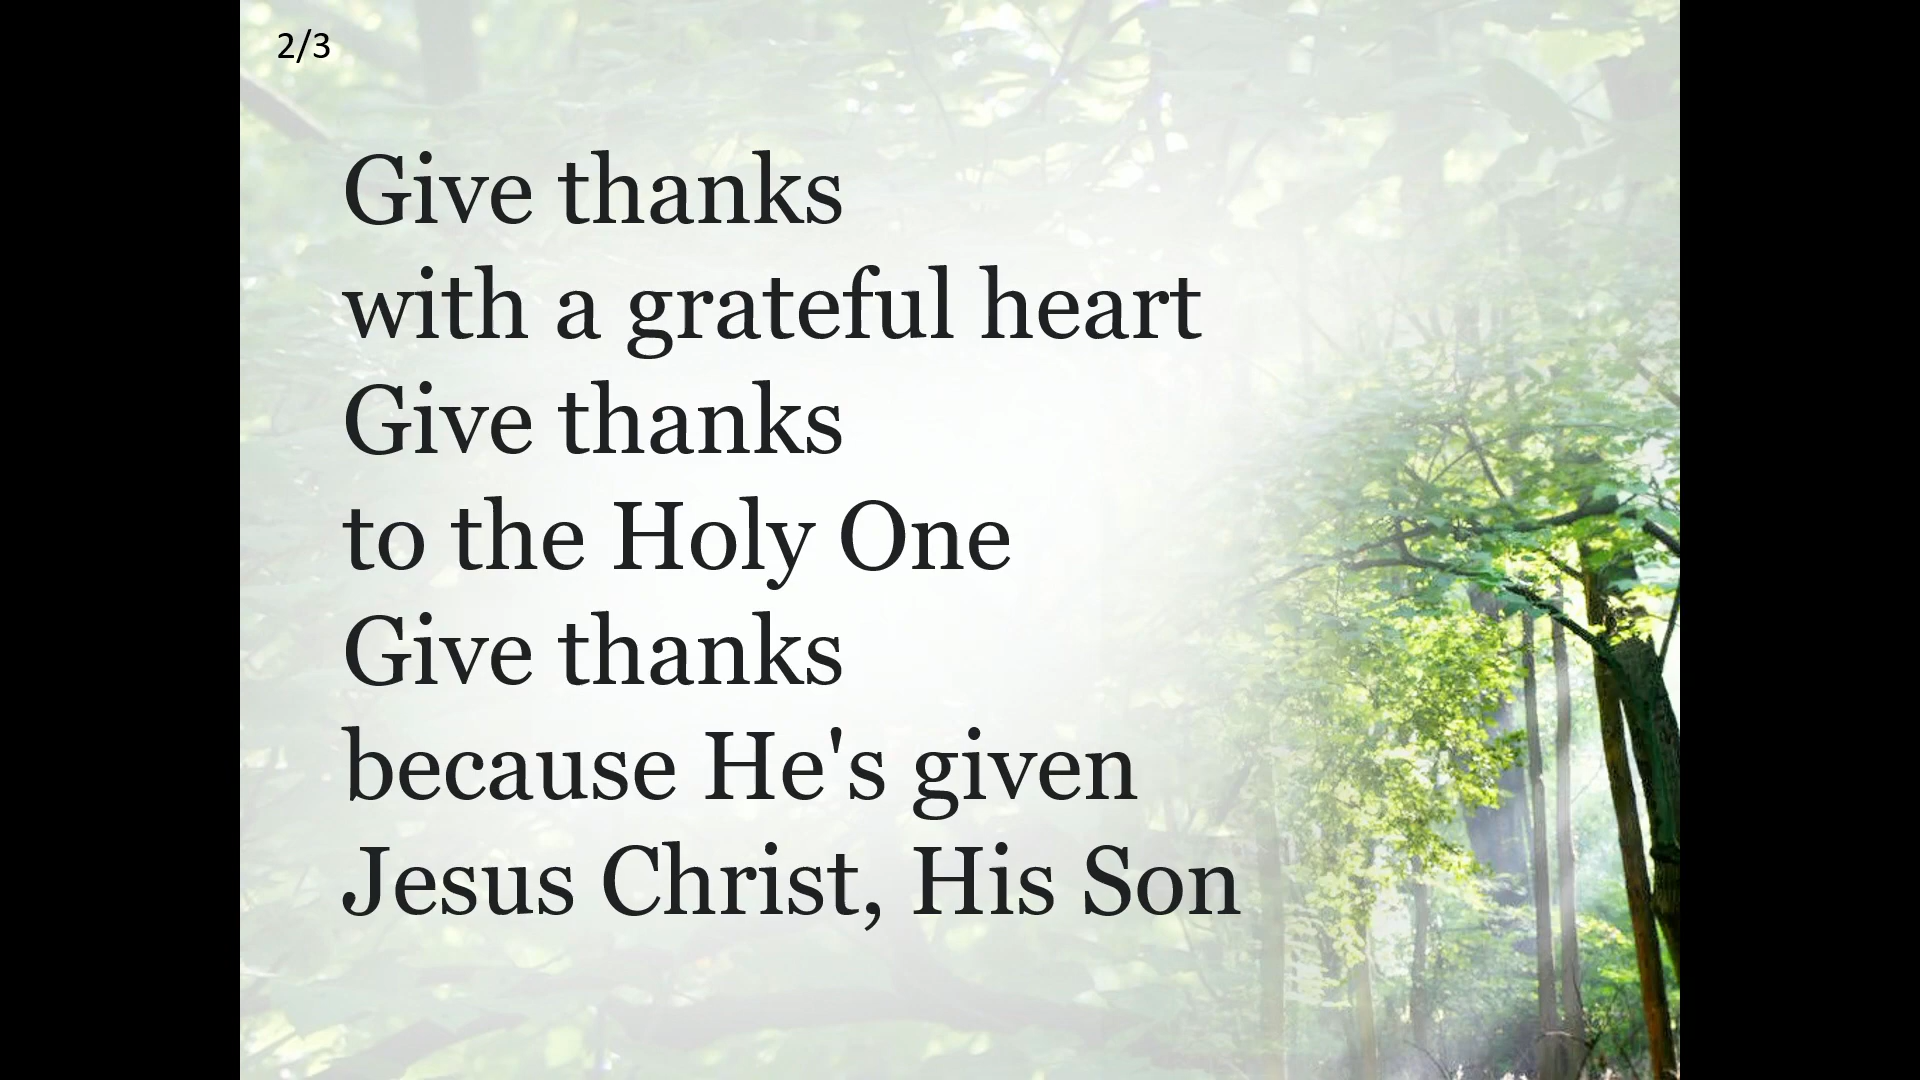 2/3
Give thanks
with a grateful heart
Give thanks
to the Holy One
Give thanks
because He's given
Jesus Christ, His Son